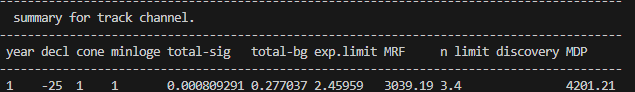 summary for track channel.
year decl cone minloge total-sig total-bg exp.limit MRF n limit discovery MDP
1 -25 1 1 0.000809291 0.277037 2.45959 3039.19 3.4 4201.21